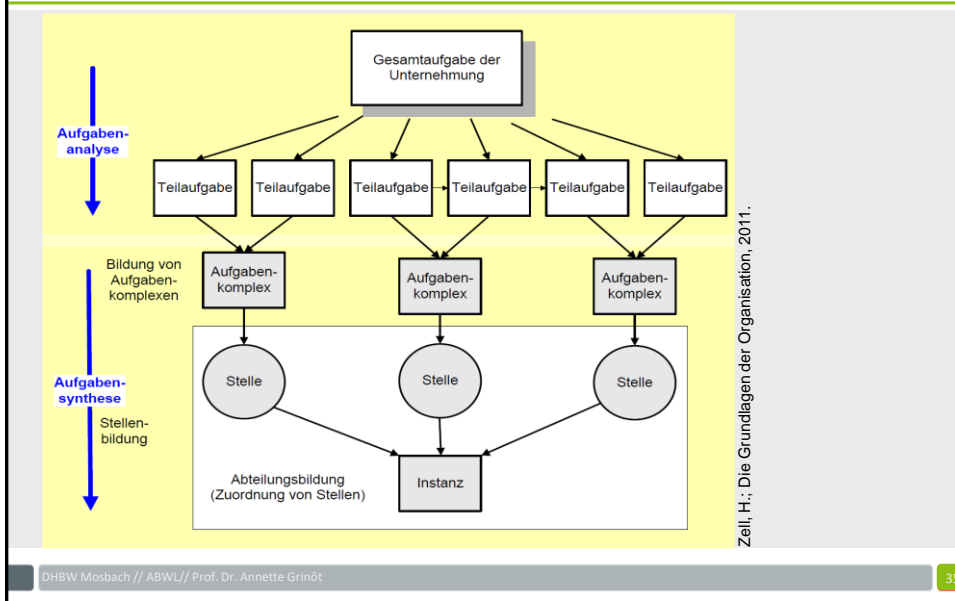 Gesamtaufgabe der
Unternehmung
Aufgaben-
analyse
Teilaufgabe
Teilaufgabe
Teilaufgabe
Teilaufgabe
Teilaufgabe
Teilaufgabe
Bildung von
Aufgaben-
komplexen
Aufgaben-
komplex
Aufgaben-
komplex
Aufgaben-
komplex
Aufgaben-
synthese
Stellen-
bildung
Stelle
Stelle
Stelle
Abteilungsbildung
(Zuordnung von Stellen)
Instanz
Zell, H.; Die Grundlagen der Organisation, 2011.
DHBW Mosbach // ABWL// Prof. Dr. Annette Grinôt